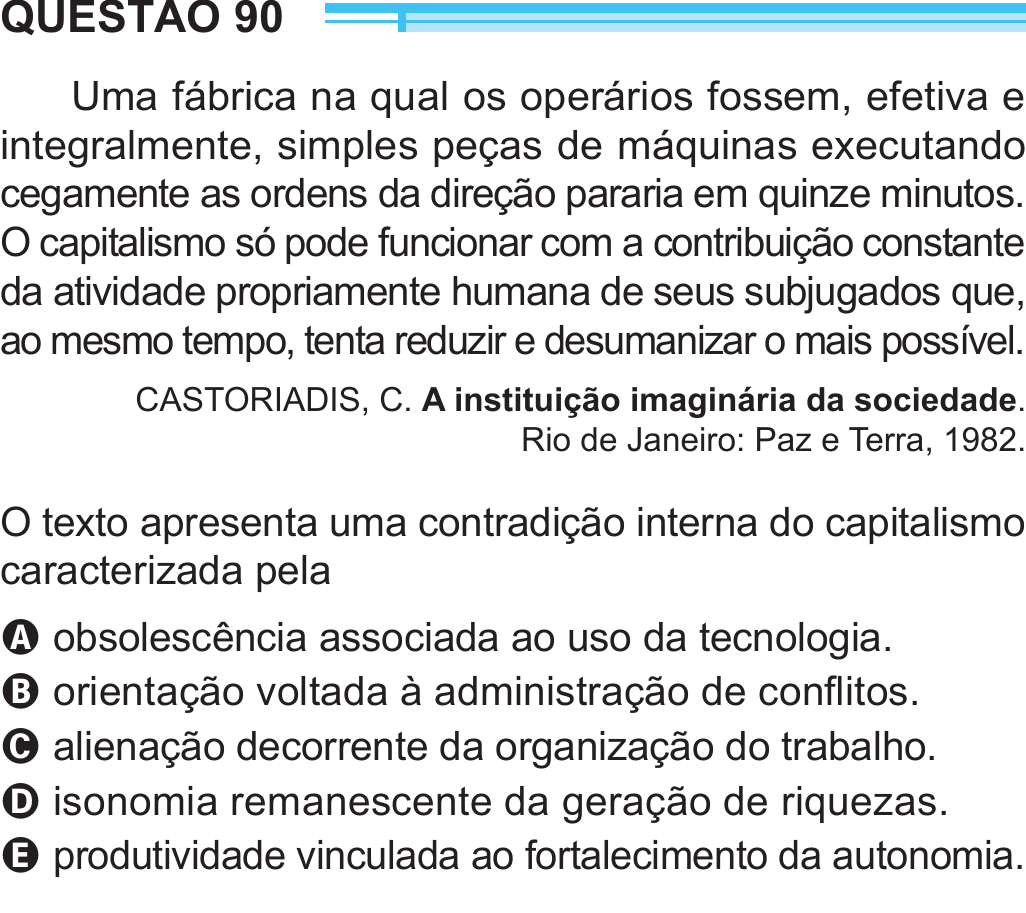 QUESTÃO 90
Uma fábrica na qual os operários fossem, efetiva e
integralmente, simples peças de máquinas executando
cegamente as ordens da direção pararia em quinze minutos.
O capitalismo só pode funcionar com a contribuição constante
da atividade propriamente humana de seus subjugados que,
ao mesmo tempo, tenta reduzir e desumanizar o mais possível.
CASTORIADIS, C. A instituição imaginária da sociedade.
Rio de Janeiro: Paz e Terra, 1982.
O texto apresenta uma contradição interna do capitalismo
caracterizada pela
A obsolescência associada ao uso da tecnologia.
B orientação voltada à administração de conflitos.
C alienação decorrente da organização do trabalho.
D isonomia remanescente da geração de riquezas.
E produtividade vinculada ao fortalecimento da autonomia.